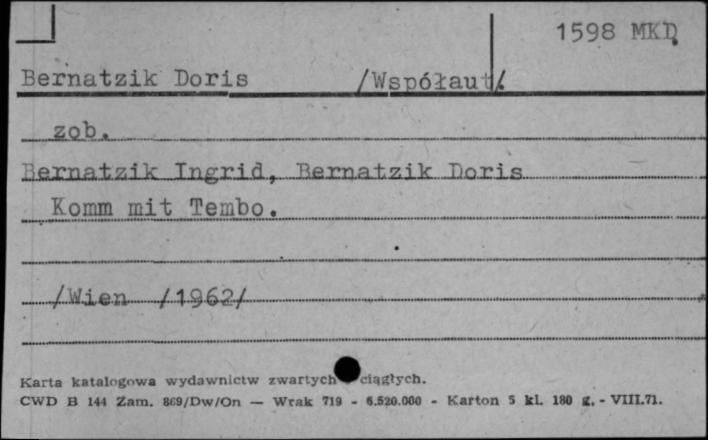 1598 MKD
Bernatzik Doris /Współaut/.
zob.
Bernatzik Ingrid, Bernatzik Doris
Komm mit Tembo.
/Wien /1962/
Karta katalogowa wydawnictw zwartych ciągłych.
CWD B 144 Zam. 869/Dw/On — Wrak 719 - 6.520.000 - Karton 5 kl. 180 g. - VIII.71.